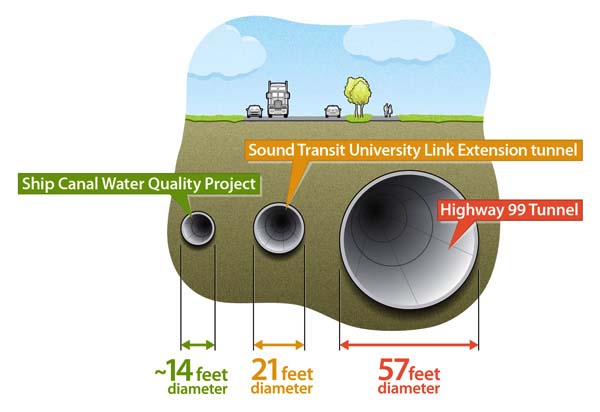 Sound Transit University Link Extension tunnel
Ship Canal Water Quality Project
Highway 99 Tunnel
~14 feet
diameter
21 feet
diameter
57 feet
diameter